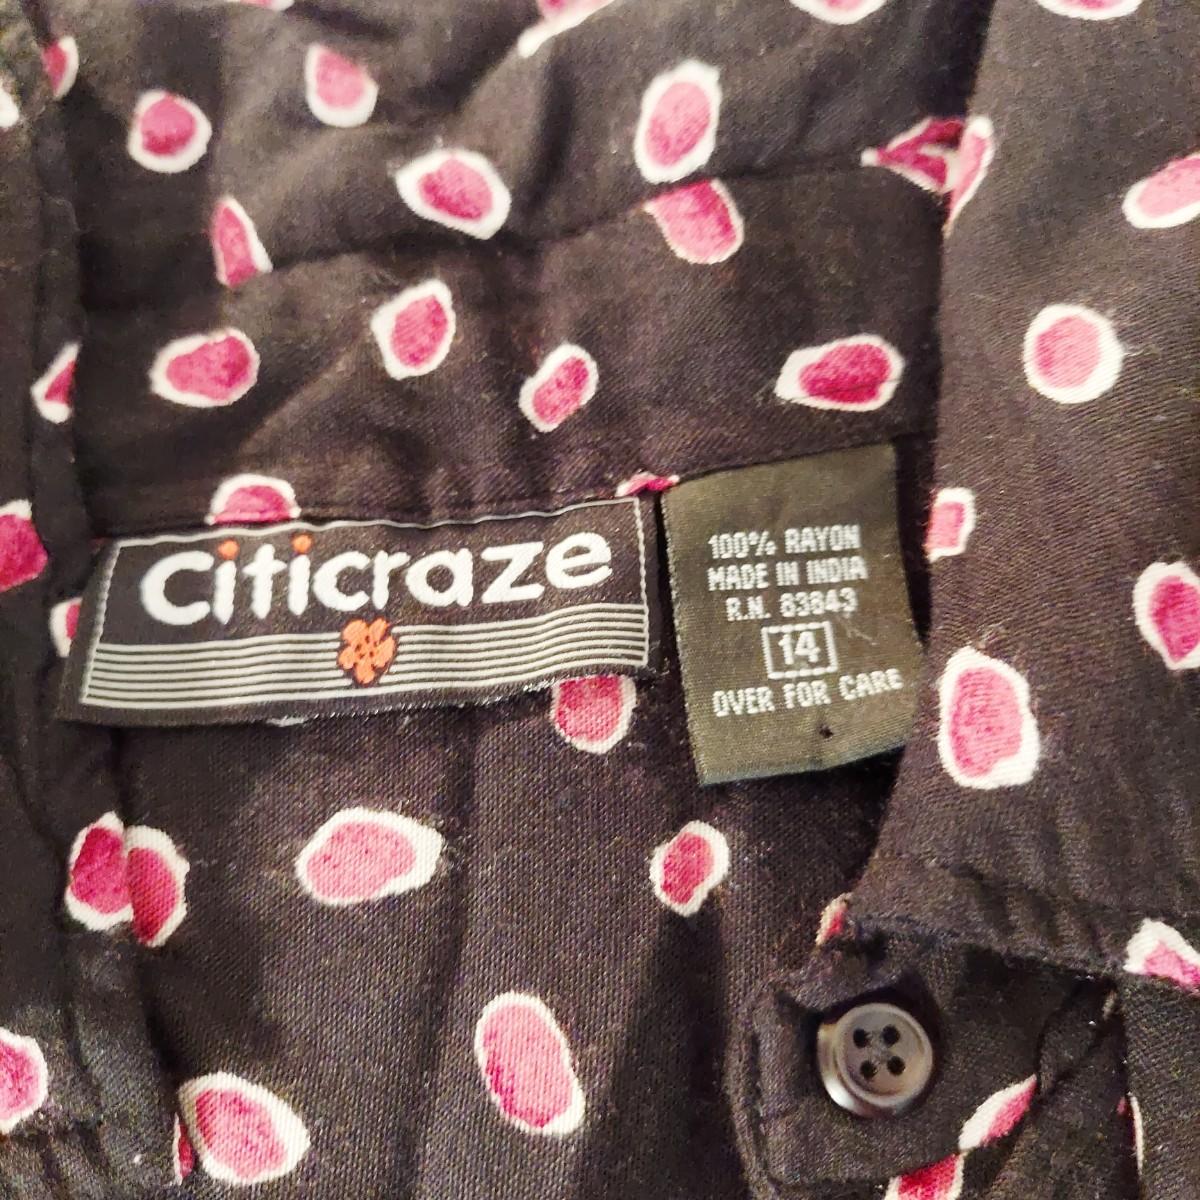 citicraze
100% RAYON
MADE IN INDIA
R.N. 83843
14
OVER FOR CARE